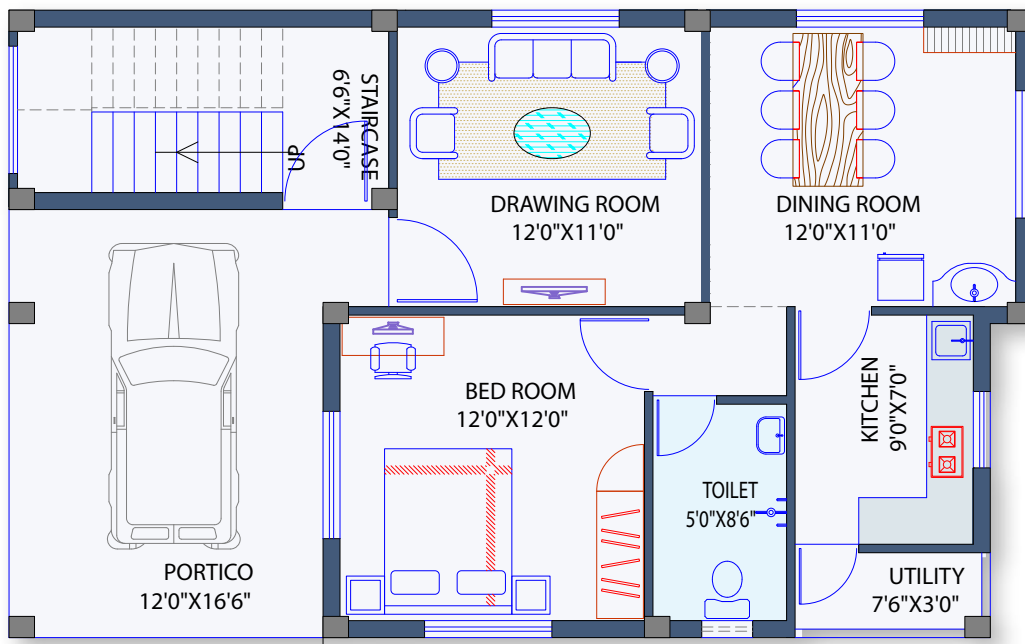 STAIRCASE
6'6"X14'0"
UP
DRAWING ROOM
12'0"X11'0"
DINING ROOM
12'0"X11'0"
BED ROOM
12'0"X12'0"
KITCHEN
9'0"X7'0"
TOILET
5'0"X8'6"
PORTICO
12'0"X16'6"
UTILITY
7'6"X3'0"